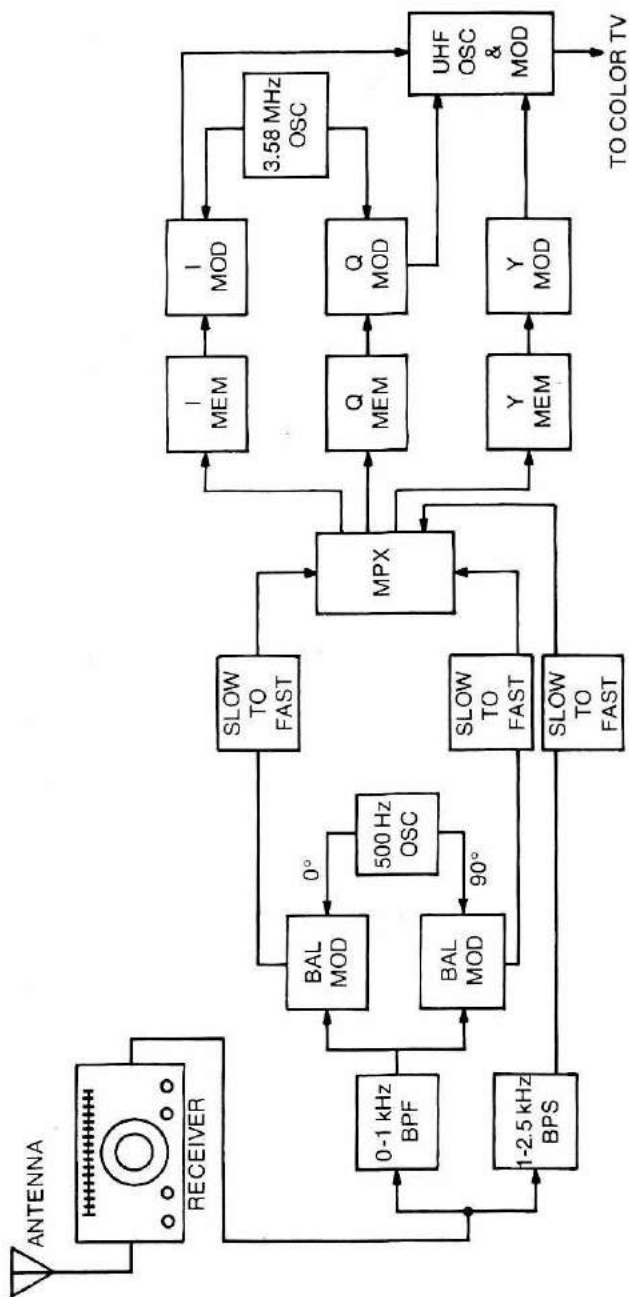 ANTENNA
RECEIVER
0-1 kHz
BPF
1-2.5 kHz
BPS
BAL
MOD
BAL
MOD
0°
90°
500 Hz
OSC
SLOW
TO
FAST
SLOW
TO
FAST
SLOW
TO
FAST
MPX
I
MEM
Q
MEM
Y
MEM
I
MOD
Q
MOD
Y
MOD
3.58 MHz
OSC
UHF
OSC
&
MOD
TO COLOR TV